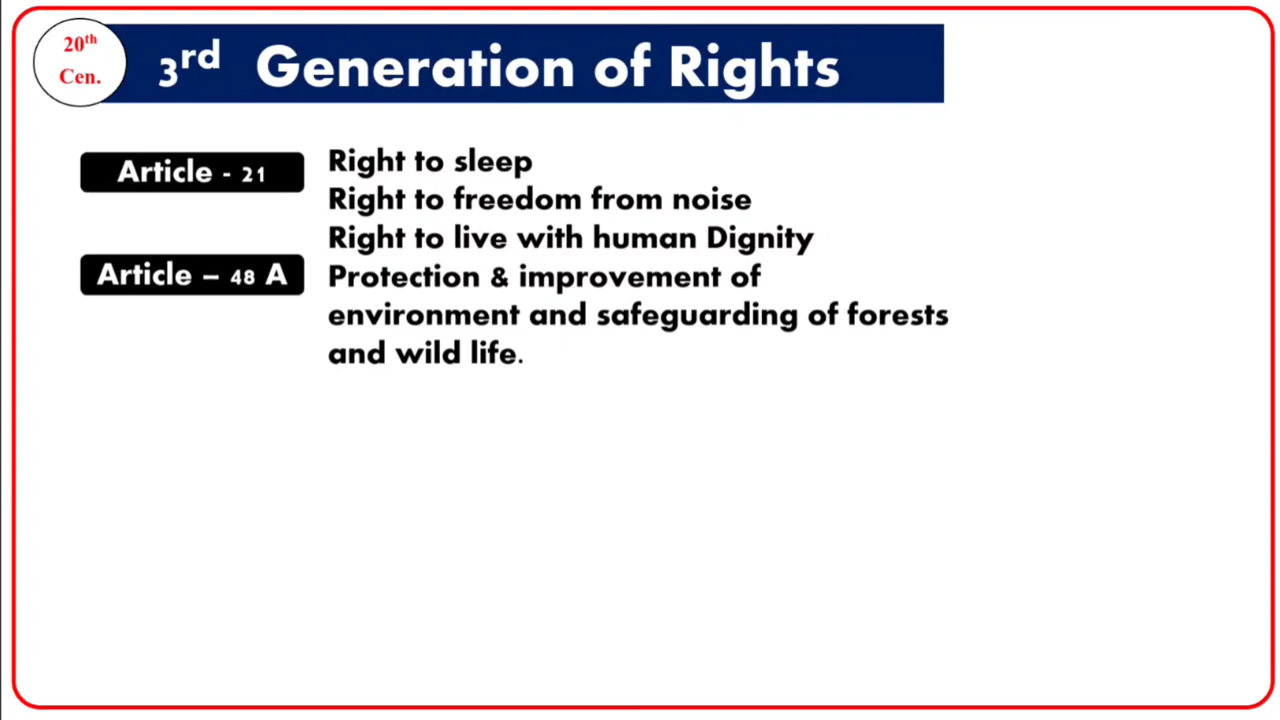 20th
Cen.
3rd Generation of Rights
Article - 21
Right to sleep
Right to freedom from noise
Right to live with human Dignity
Article – 48 A
Protection & improvement of
environment and safeguarding of forests
and wild life.